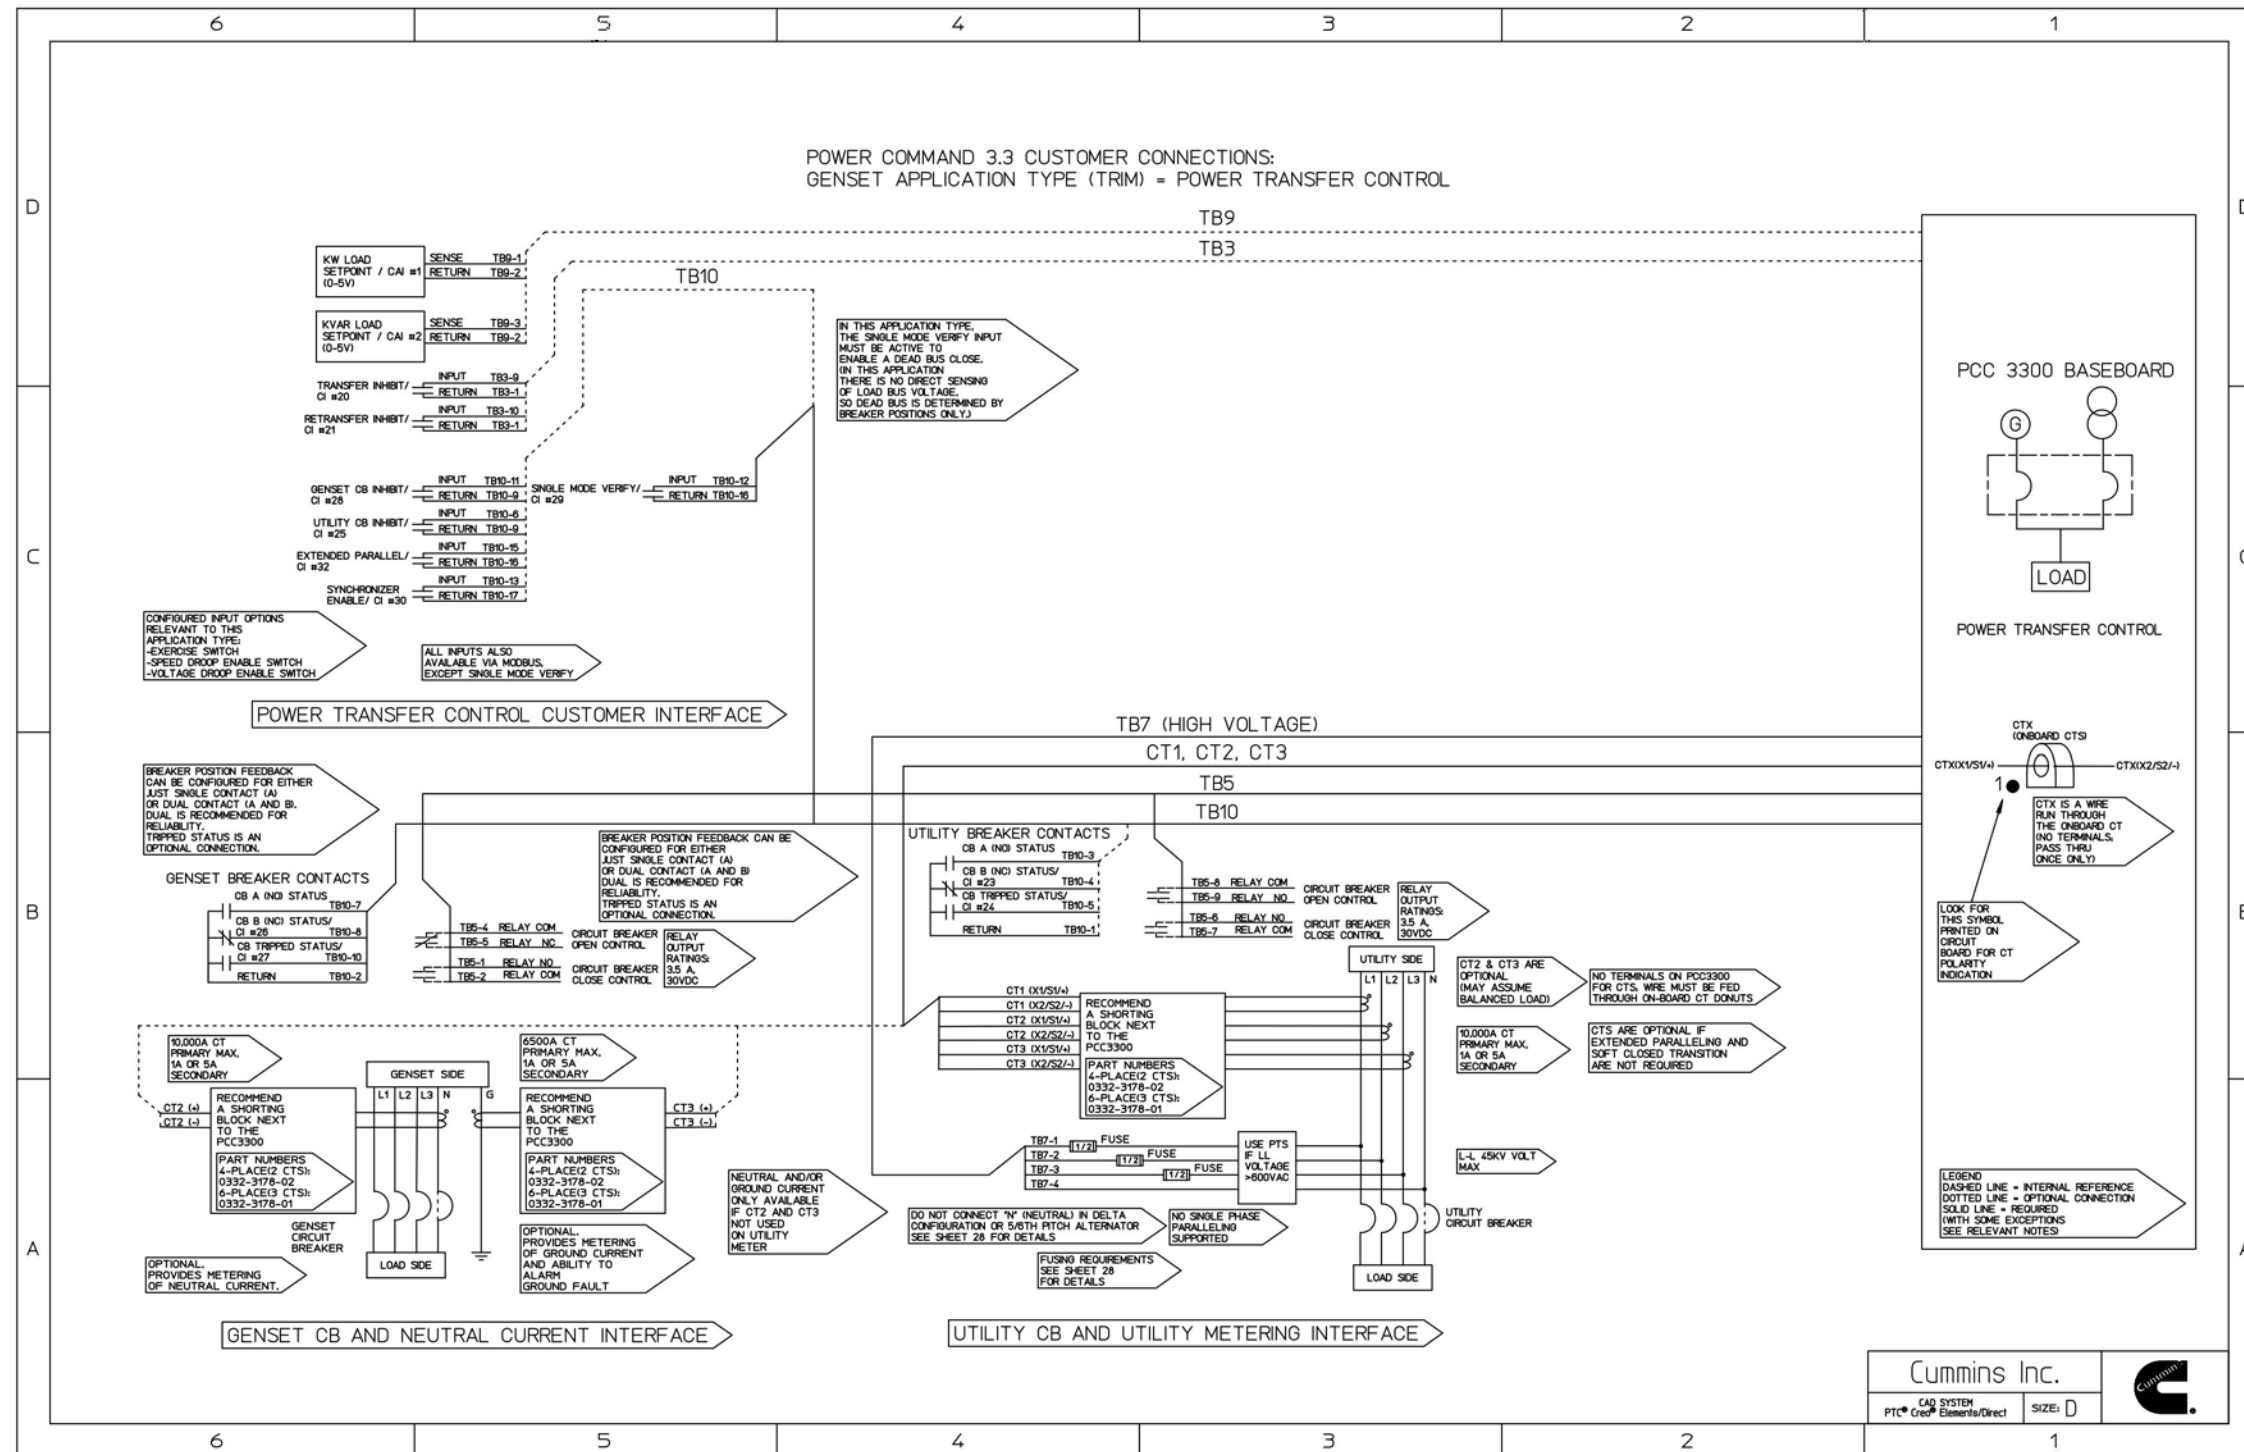 6 5 4 3 2 1
POWER COMMAND 3.3 CUSTOMER CONNECTIONS:
GENSET APPLICATION TYPE (TRIM) = POWER TRANSFER CONTROL
D
TB9
TB3
TB10
KW LOAD
SETPOINT / CAI #1
(0-5V)
SENSE TB9-1
RETURN TB9-2
KVAR LOAD
SETPOINT / CAI #2
(0-5V)
SENSE TB9-3
RETURN TB9-2
TRANSFER INHIBIT/
CI #20
INPUT TB3-9
RETURN TB3-1
RETRANSFER INHIBIT/
CI #21
INPUT TB3-10
RETURN TB3-1
IN THIS APPLICATION TYPE,
THE SINGLE MODE VERIFY INPUT
MUST BE ACTIVE TO
ENABLE A DEAD BUS CLOSE.
(IN THIS APPLICATION
THERE IS NO DIRECT SENSING
OF LOAD BUS VOLTAGE,
SO DEAD BUS IS DETERMINED BY
BREAKER POSITIONS ONLY.)
GENSET CB INHIBIT/
CI #28
INPUT TB10-11
RETURN TB10-9
SINGLE MODE VERIFY/
CI #29
INPUT TB10-12
RETURN TB10-16
UTILITY CB INHIBIT/
CI #25
INPUT TB10-6
RETURN TB10-9
C
EXTENDED PARALLEL/
CI #32
INPUT TB10-15
RETURN TB10-16
SYNCHRONIZER
ENABLE/ CI #30
INPUT TB10-13
RETURN TB10-17
CONFIGURED INPUT OPTIONS
RELEVANT TO THIS
APPLICATION TYPE:
-EXERCISE SWITCH
-SPEED DROOP ENABLE SWITCH
-VOLTAGE DROOP ENABLE SWITCH
ALL INPUTS ALSO
AVAILABLE VIA MODBUS,
EXCEPT SINGLE MODE VERIFY
POWER TRANSFER CONTROL CUSTOMER INTERFACE
PCC 3300 BASEBOARD
G
LOAD
POWER TRANSFER CONTROL
CTX
(ONBOARD CTS)
CTX(X1/S1/+)
CTX(X2/S2/-)
1
CTX IS A WIRE
RUN THROUGH
THE ONBOARD CT
(NO TERMINALS,
PASS THRU
ONCE ONLY)
LOOK FOR
THIS SYMBOL
PRINTED ON
CIRCUIT
BOARD FOR CT
POLARITY
INDICATION
LEGEND
DASHED LINE = INTERNAL REFERENCE
DOTTED LINE = OPTIONAL CONNECTION
SOLID LINE = REQUIRED
(WITH SOME EXCEPTIONS
SEE RELEVANT NOTES)
TB7 (HIGH VOLTAGE)
CT1, CT2, CT3
TB5
TB10
BREAKER POSITION FEEDBACK
CAN BE CONFIGURED FOR EITHER
JUST SINGLE CONTACT (A)
OR DUAL CONTACT (A AND B).
DUAL IS RECOMMENDED FOR
RELIABILITY.
TRIPPED STATUS IS AN
OPTIONAL CONNECTION.
B
GENSET BREAKER CONTACTS
CB A (NO) STATUS
TB10-7
CB B (NC) STATUS/
CI #26 TB10-8
CB TRIPPED STATUS/
CI #27 TB10-10
RETURN TB10-2
TB5-4 RELAY COM
TB5-5 RELAY NC
CIRCUIT BREAKER
OPEN CONTROL
TB5-1 RELAY NO
TB5-2 RELAY COM
CIRCUIT BREAKER
CLOSE CONTROL
RELAY
OUTPUT
RATINGS:
3.5 A,
30VDC
BREAKER POSITION FEEDBACK CAN BE
CONFIGURED FOR EITHER
JUST SINGLE CONTACT (A)
OR DUAL CONTACT (A AND B)
DUAL IS RECOMMENDED FOR
RELIABILITY.
TRIPPED STATUS IS AN
OPTIONAL CONNECTION.
UTILITY BREAKER CONTACTS
CB A (NO) STATUS
TB10-3
CB B (NC) STATUS/
CI #23 TB10-4
CB TRIPPED STATUS/
CI #24 TB10-5
RETURN TB10-1
TB5-8 RELAY COM
TB5-9 RELAY NO
CIRCUIT BREAKER
OPEN CONTROL
TB5-6 RELAY NO
TB5-7 RELAY COM
CIRCUIT BREAKER
CLOSE CONTROL
RELAY
OUTPUT
RATINGS:
3.5 A,
30VDC
10,000A CT
PRIMARY MAX,
1A OR 5A
SECONDARY
GENSET SIDE
L1 L2 L3 N G
6500A CT
PRIMARY MAX,
1A OR 5A
SECONDARY
CT2 (+)
CT2 (-)
RECOMMEND
A SHORTING
BLOCK NEXT
TO THE
PCC3300
PART NUMBERS
4-PLACE(2 CTS):
0332-3178-02
6-PLACE(3 CTS):
0332-3178-01
RECOMMEND
A SHORTING
BLOCK NEXT
TO THE
PCC3300
PART NUMBERS
4-PLACE(2 CTS):
0332-3178-02
6-PLACE(3 CTS):
0332-3178-01
CT3 (+)
CT3 (-)
GENSET
CIRCUIT
BREAKER
LOAD SIDE
A
OPTIONAL.
PROVIDES METERING
OF NEUTRAL CURRENT.
OPTIONAL.
PROVIDES METERING
OF GROUND CURRENT
AND ABILITY TO
ALARM
GROUND FAULT
NEUTRAL AND/OR
GROUND CURRENT
ONLY AVAILABLE
IF CT2 AND CT3
NOT USED
ON UTILITY
METER
GENSET CB AND NEUTRAL CURRENT INTERFACE
CT1 (X1/S1/+)
CT1 (X2/S2/-)
CT2 (X1/S1/+)
CT2 (X2/S2/-)
CT3 (X1/S1/+)
CT3 (X2/S2/-)
RECOMMEND
A SHORTING
BLOCK NEXT
TO THE
PCC3300
PART NUMBERS
4-PLACE(2 CTS):
0332-3178-02
6-PLACE(3 CTS):
0332-3178-01
UTILITY SIDE
L1 L2 L3 N
CT2 & CT3 ARE
OPTIONAL
(MAY ASSUME
BALANCED LOAD)
NO TERMINALS ON PCC3300
FOR CTS, WIRE MUST BE FED
THROUGH ON-BOARD CT DONUTS
10,000A CT
PRIMARY MAX,
1A OR 5A
SECONDARY
CTS ARE OPTIONAL IF
EXTENDED PARALLELING AND
SOFT CLOSED TRANSITION
ARE NOT REQUIRED
TB7-1 1/2 FUSE
TB7-2 1/2 FUSE
TB7-3 1/2 FUSE
TB7-4
USE PTS
IF LL
VOLTAGE
>600VAC
L-L 45KV VOLT
MAX
DO NOT CONNECT "N" (NEUTRAL) IN DELTA
CONFIGURATION OR 5/6TH PITCH ALTERNATOR
SEE SHEET 28 FOR DETAILS
NO SINGLE PHASE
PARALLELING
SUPPORTED
UTILITY
CIRCUIT BREAKER
FUSING REQUIREMENTS
SEE SHEET 28
FOR DETAILS
LOAD SIDE
UTILITY CB AND UTILITY METERING INTERFACE
Cummins Inc.
CAD SYSTEM
PTC® Creo® Elements/Direct
SIZE: D
Cummins
6 5 4 3 2 1